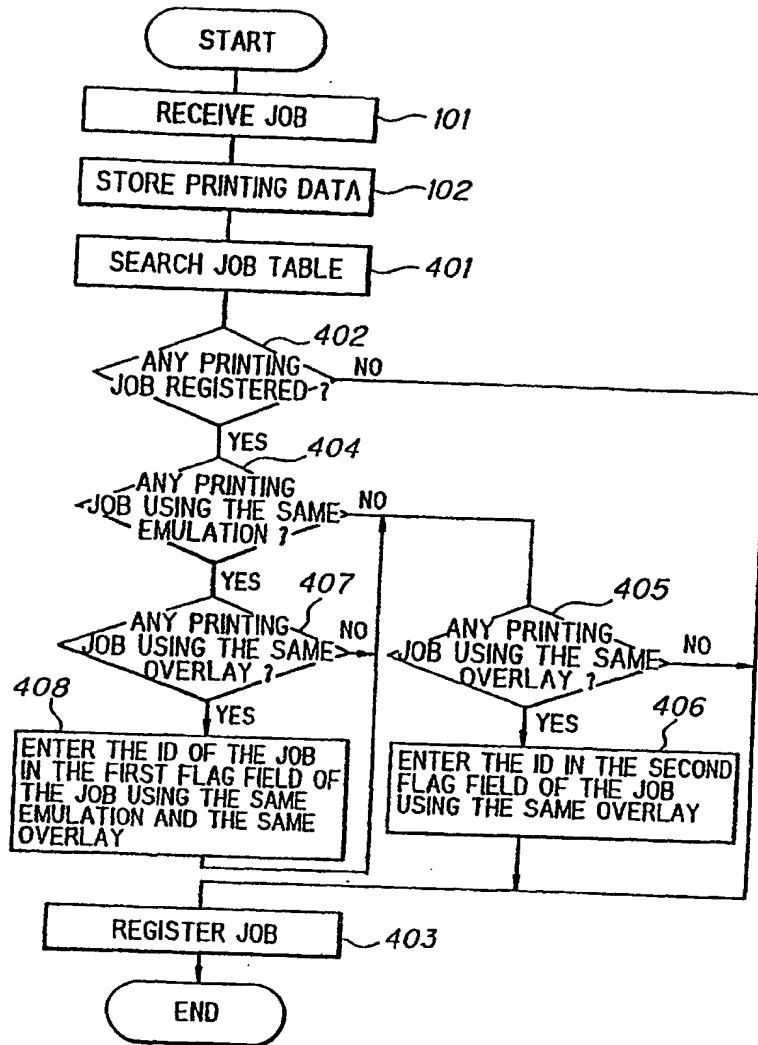 START
RECEIVE JOB
101
STORE PRINTING DATA
102
SEARCH JOB TABLE
401
402
ANY PRINTING
JOB REGISTERED ?
NO
YES
404
ANY PRINTING
JOB USING THE SAME
EMULATION ?
NO
YES
407
ANY PRINTING
JOB USING THE SAME
OVERLAY ?
NO
YES
405
ANY PRINTING
JOB USING THE SAME
OVERLAY ?
NO
YES
408
ENTER THE ID OF THE JOB
IN THE FIRST FLAG FIELD OF
THE JOB USING THE SAME
EMULATION AND THE SAME
OVERLAY
406
ENTER THE ID IN THE SECOND
FLAG FIELD OF THE JOB
USING THE SAME OVERLAY
REGISTER JOB
403
END